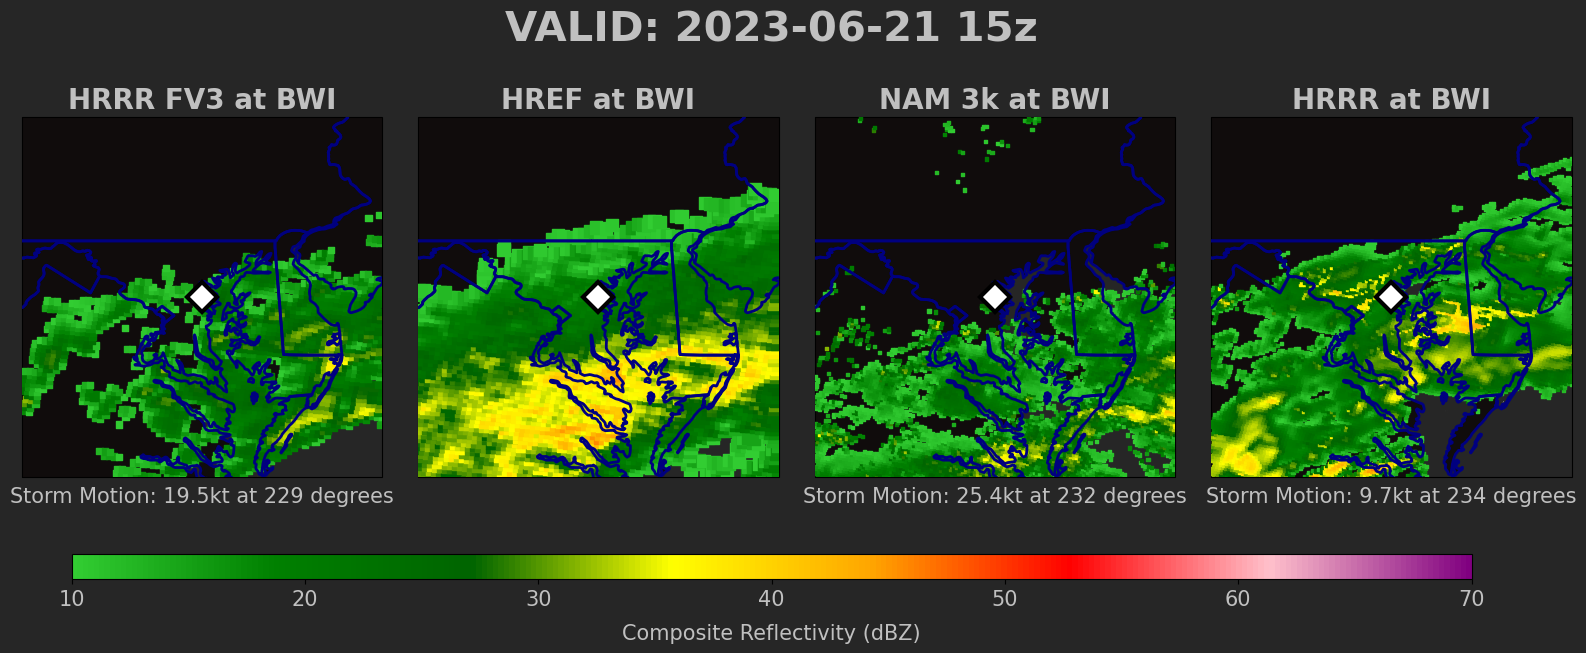 VALID: 2023-06-21 15z
HRRR FV3 at BWI
HREF at BWI
NAM 3k at BWI
HRRR at BWI
Storm Motion: 19.5kt at 229 degrees
Storm Motion: 25.4kt at 232 degrees
Storm Motion: 9.7kt at 234 degrees
10 20 30 40 50 60 70
Composite Reflectivity (dBZ)